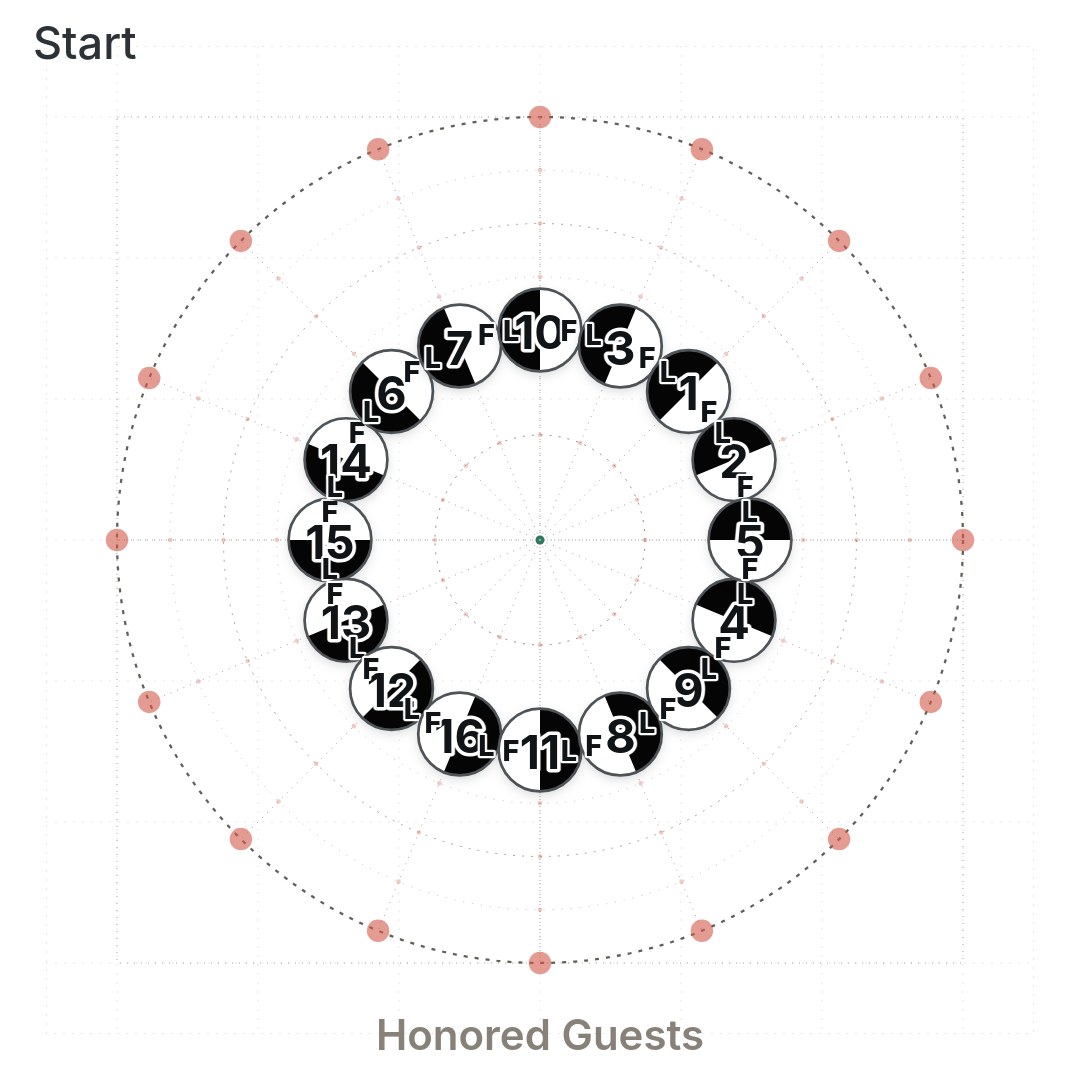 Start
L 10 F
7 F L
L 3 F
6 F L
L 1 F
F 14 L
L 2 F
F 15 L
L 5 F
F 13 L
L 4 F
F 12 L
L 9 F
F 16 L
F 11 L
F 8 L
Honored Guests